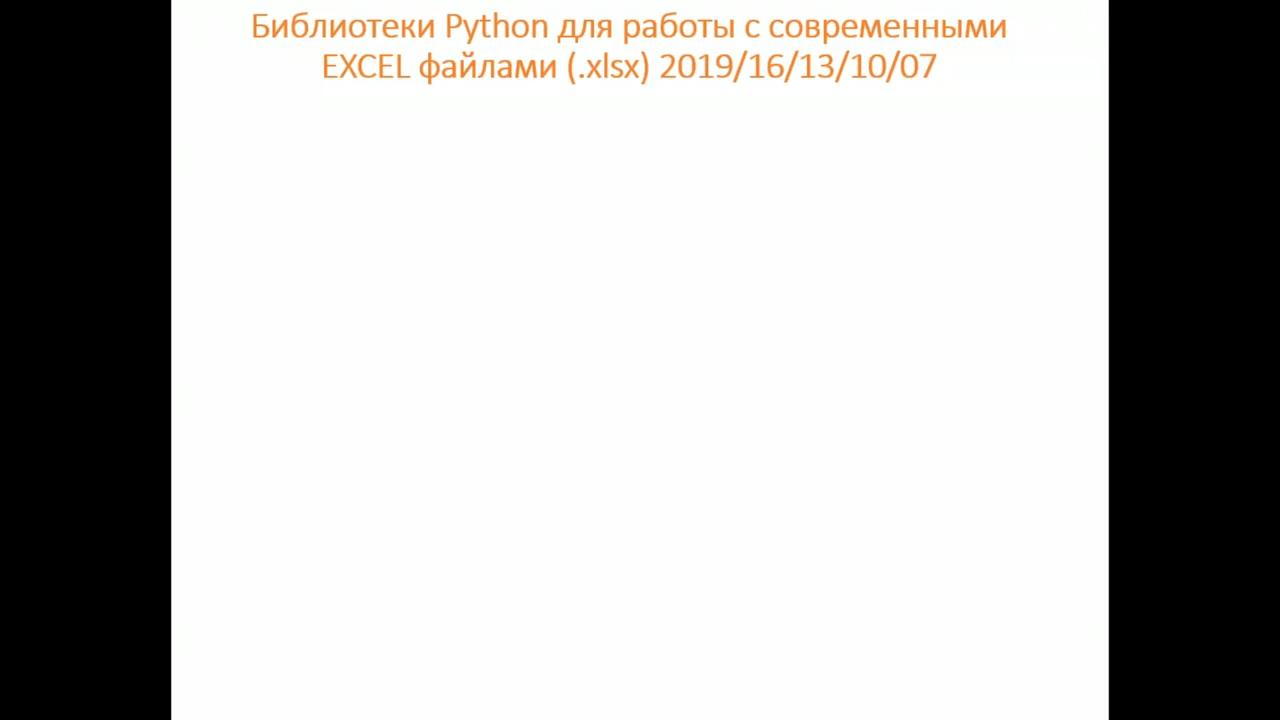 Библиотеки Python для работы с современными
EXCEL файлами (.xlsx) 2019/16/13/10/07